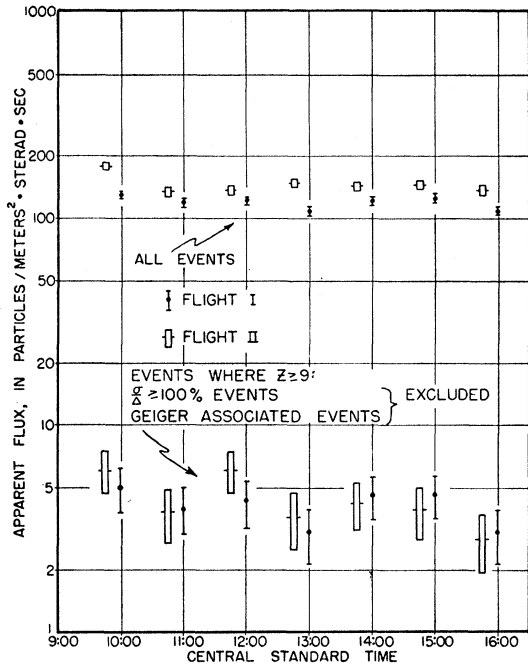 1000
500
200
100
50
20
10
5
2
1
APPARENT FLUX, IN PARTICLES / METERS² • STERAD • SEC
ALL EVENTS
FLIGHT I
FLIGHT II
EVENTS WHERE Z≥9:
σ/Δ ≥100% EVENTS
GEIGER ASSOCIATED EVENTS
EXCLUDED
9:00 10:00 11:00 12:00 13:00 14:00 15:00 16:00
CENTRAL STANDARD TIME